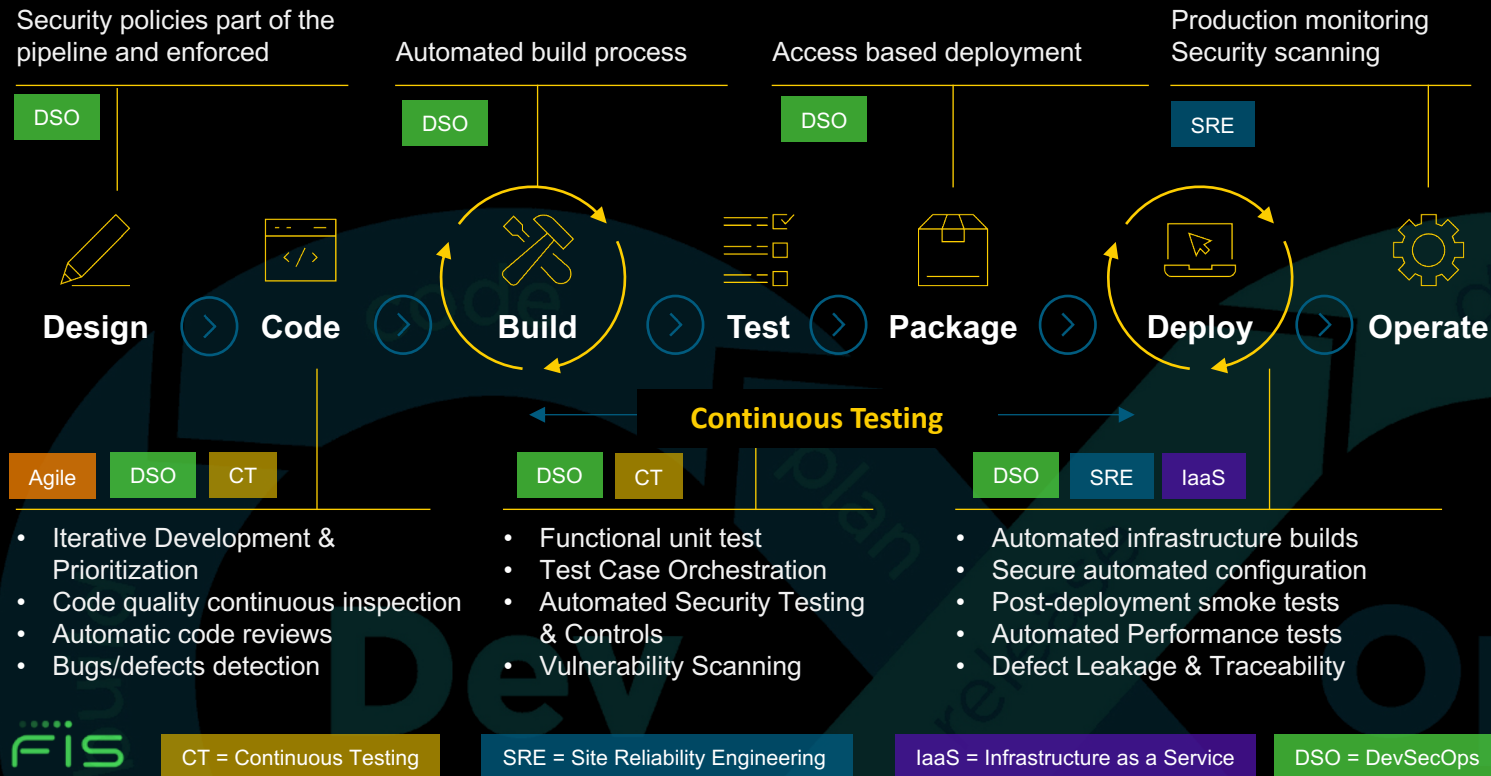 Security policies part of the
pipeline and enforced
Automated build process
Access based deployment
Production monitoring
Security scanning
DSO
DSO
DSO
SRE
Design
Code
Build
Test
Package
Deploy
Operate
code
Continuous Testing
Agile
DSO
CT
• Iterative Development &
Prioritization
• Code quality continuous inspection
• Automatic code reviews
• Bugs/defects detection
DSO
CT
• Functional unit test
• Test Case Orchestration
• Automated Security Testing
& Controls
• Vulnerability Scanning
DSO
SRE
IaaS
• Automated infrastructure builds
• Secure automated configuration
• Post-deployment smoke tests
• Automated Performance tests
• Defect Leakage & Traceability
plan
Dev
FIS
CT = Continuous Testing
SRE = Site Reliability Engineering
IaaS = Infrastructure as a Service
DSO = DevSecOps